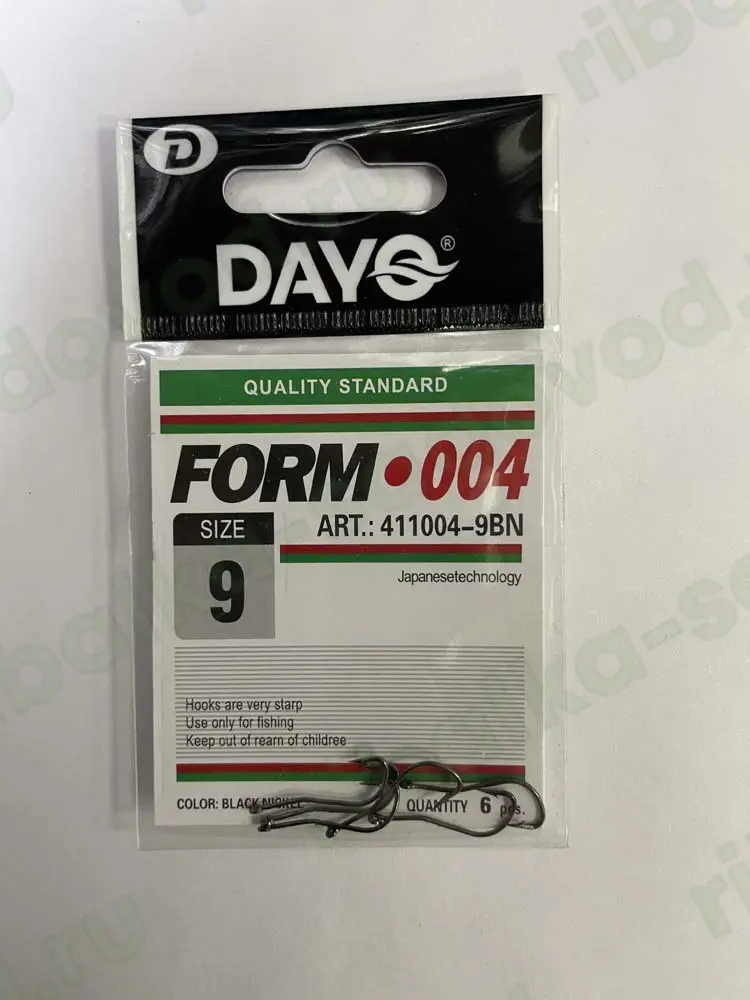 D
DAYO®
QUALITY STANDARD
FORM•004
SIZE
ART.: 411004-9BN
9
Japanesetechnology
Hooks are very starp
Use only for fishing
Keep out of rearn of childree
COLOR: BLACK NICKEL
QUANTITY 6 pcs.